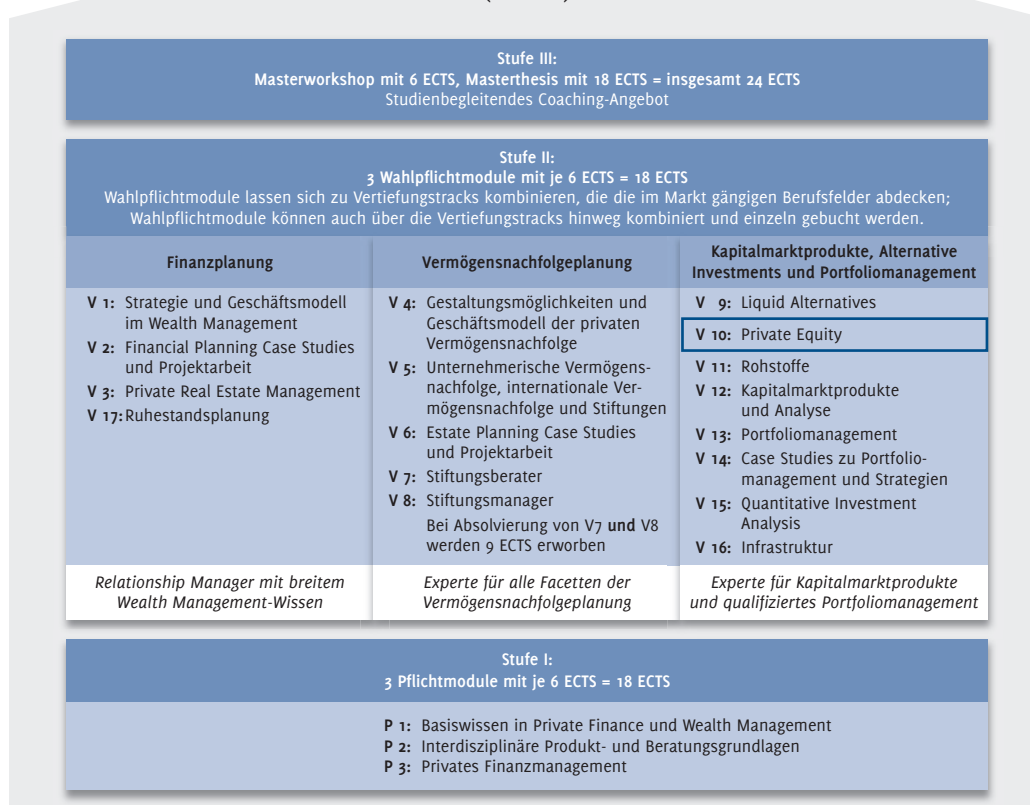 Stufe III:
Masterworkshop mit 6 ECTS, Masterthesis mit 18 ECTS = insgesamt 24 ECTS
Studienbegleitendes Coaching-Angebot
Stufe II:
3 Wahlpflichtmodule mit je 6 ECTS = 18 ECTS
Wahlpflichtmodule lassen sich zu Vertiefungstracks kombinieren, die die im Markt gängigen Berufsfelder abdecken;
Wahlpflichtmodule können auch über die Vertiefungstracks hinweg kombiniert und einzeln gebucht werden.
Finanzplanung
V 1: Strategie und Geschäftsmodell
im Wealth Management
V 2: Financial Planning Case Studies
und Projektarbeit
V 3: Private Real Estate Management
V 17: Ruhestandsplanung
Relationship Manager mit breitem
Wealth Management-Wissen
Vermögensnachfolgeplanung
V 4: Gestaltungsmöglichkeiten und
Geschäftsmodell der privaten
Vermögensnachfolge
V 5: Unternehmerische Vermögens-
nachfolge, internationale Ver-
mögensnachfolge und Stiftungen
V 6: Estate Planning Case Studies
und Projektarbeit
V 7: Stiftungsberater
V 8: Stiftungsmanager
Bei Absolvierung von V7 und V8
werden 9 ECTS erworben
Experte für alle Facetten der
Vermögensnachfolgeplanung
Kapitalmarktprodukte, Alternative
Investments und Portfoliomanagement
V 9: Liquid Alternatives
V 10: Private Equity
V 11: Rohstoffe
V 12: Kapitalmarktprodukte
und Analyse
V 13: Portfoliomanagement
V 14: Case Studies zu Portfolio-
management und Strategien
V 15: Quantitative Investment
Analysis
V 16: Infrastruktur
Experte für Kapitalmarktprodukte
und qualifiziertes Portfoliomanagement
Stufe I:
3 Pflichtmodule mit je 6 ECTS = 18 ECTS
P 1: Basiswissen in Private Finance und Wealth Management
P 2: Interdisziplinäre Produkt- und Beratungsgrundlagen
P 3: Privates Finanzmanagement